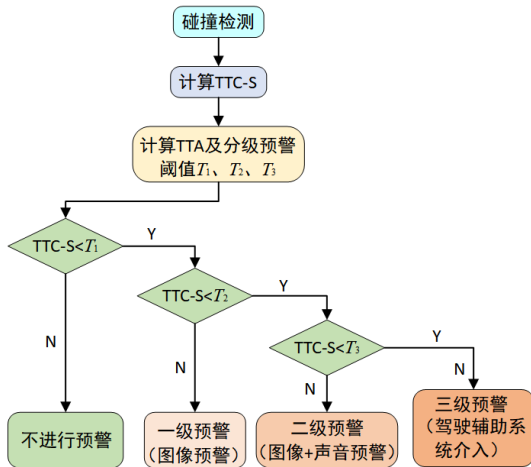 碰撞检测
计算TTC-S
计算TTA及分级预警
阈值T1、T2、T3
TTC-S<T1
Y
TTC-S<T2
Y
TTC-S<T3
Y
N
N
N
N
不进行预警
一级预警
（图像预警）
二级预警
（图像+声音预警）
三级预警
（驾驶辅助系
统介入）